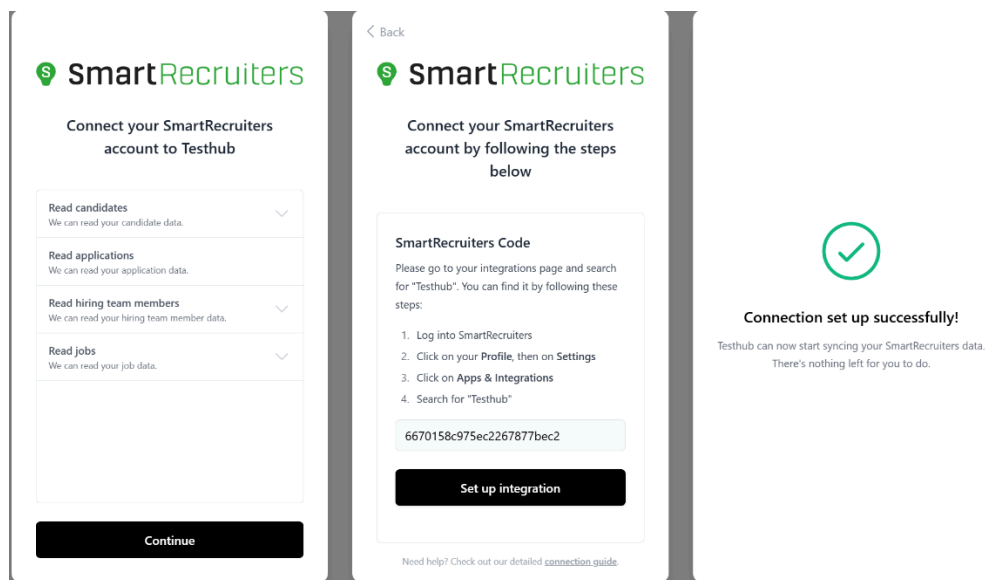 SmartRecruiters
Connect your SmartRecruiters
account to Testhub
Read candidates
We can read your candidate data.
Read applications
We can read your application data.
Read hiring team members
We can read your hiring team member data.
Read jobs
We can read your job data.
Continue
Back
SmartRecruiters
Connect your SmartRecruiters
account by following the steps
below
SmartRecruiters Code
Please go to your integrations page and search
for "Testhub". You can find it by following these
steps:
1. Log into SmartRecruiters
2. Click on your Profile, then on Settings
3. Click on Apps & Integrations
4. Search for "Testhub"
6670158c975ec2267877bec2
Set up integration
Need help? Check out our detailed connection guide.
Connection set up successfully!
Testhub can now start syncing your SmartRecruiters data.
There's nothing left for you to do.